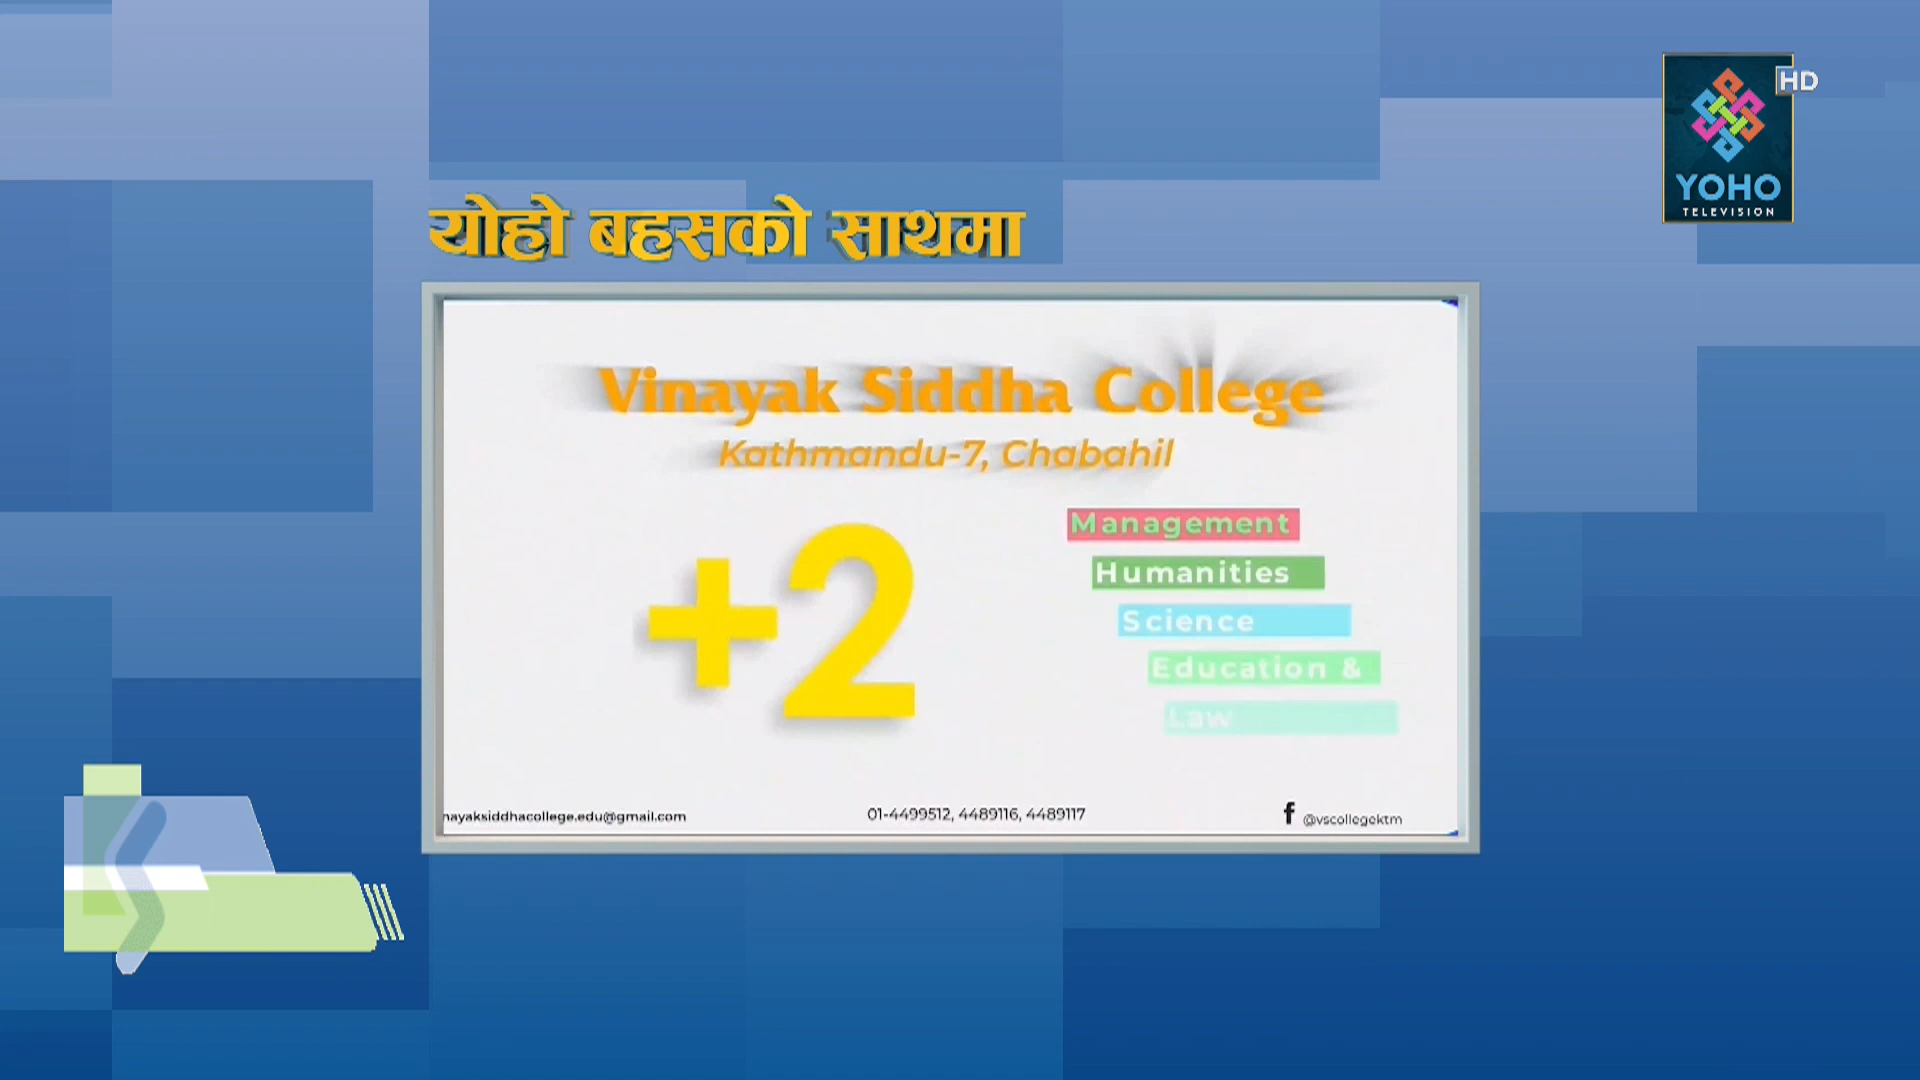 HD
YOHO
TELEVISION
योहो बहसको साथमा
Vinayak Siddha College
Kathmandu-7, Chabahil
+2
Management
Humanities
Science
Education &
Law
nayaksiddhacollege.edu@gmail.com
01-4499512, 4489116, 4489117
@vscollegektm